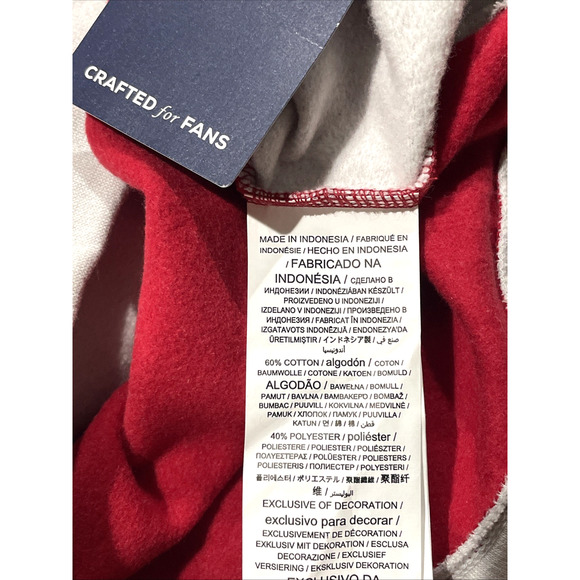 CRAFTED for FANS
MADE IN INDONESIA / FABRIQUÉ EN
INDONÉSIE / HECHO EN INDONESIA
/ FABRICADO NA
INDONÉSIA / СДЕЛАНО В
ИНДОНЕЗИИ / INDONÉZIÁBAN KÉSZÜLT /
PROIZVEDENO U INDONEZIJI /
IZDELANO V INDONEZIJI / ПРОИЗВЕДЕНО В
ИНДОНЕЗИЯ / FABRICAT ÎN INDONEZIA /
IZGATAVOTS INDONĒZIJĀ / ENDONEZYA'DA
ÜRETILMIŞTIR / インドネシア製 / صنع في
أندونيسيا
60% COTTON / algodón / COTON /
BAUMWOLLE / COTONE / KATOEN / BOMULD /
ALGODÃO / BAWEŁNA / BOMULL /
PAMUT / BAVLNA / ΒΑΜΒΑΚΕΡΟ / BOMBAŽ /
BUMBAC / PUUVILL / KOKVILNA / MEDVILNĖ /
PAMUK / ХЛОПОК / ПАМУК / PUUVILLA /
KATUN / 면 / 綿 / 棉 / قطن /
40% POLYESTER / poliéster /
POLIESTERE / POLIESTER / POLIÉSZTER /
ΠΟΛΥΕΣΤΕΡΑΣ / POLÜESTER / POLIESTERS /
POLIESTERIS / ПОЛИЕСТЕР / POLYESTERI /
폴리에스터 / ポリエステル / 聚酯纖維 / 聚酯纤
维 / البوليستر /
EXCLUSIVE OF DECORATION /
exclusivo para decorar /
EXCLUSIVEMENT DE DÉCORATION /
EXKLUSIV MIT DEKORATION / ESCLUSA
DECORAZIONE / EXCLUSIEF
VERSIERING / EKSKLUSIV DEKORATION
EXCLUSIVO DA